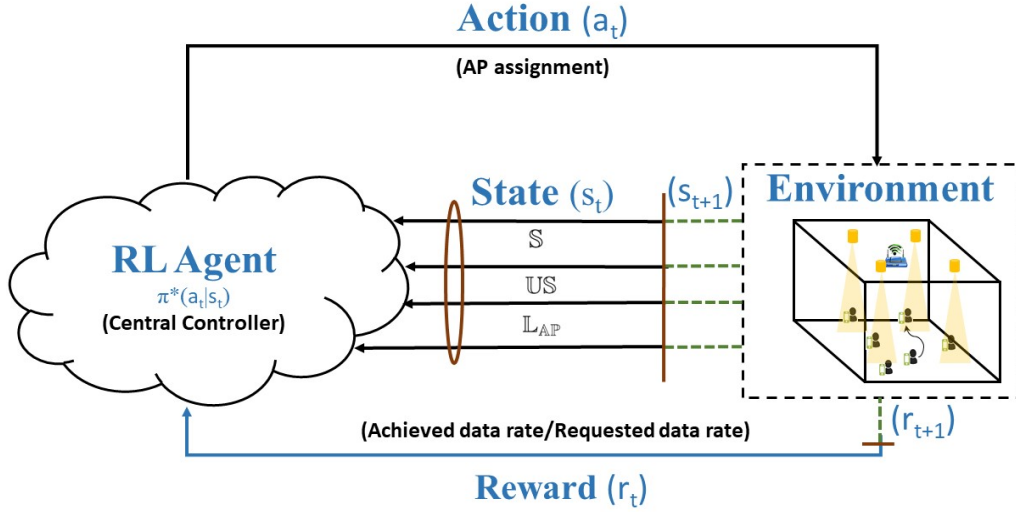 Action (aₜ)
(AP assignment)
State (sₜ)
(sₜ₊₁)
Environment
𝕊
RL Agent
π*(aₜ|sₜ)
(Central Controller)
𝕌𝕊
𝕃_AP
(Achieved data rate/Requested data rate)
(rₜ₊₁)
Reward (rₜ)